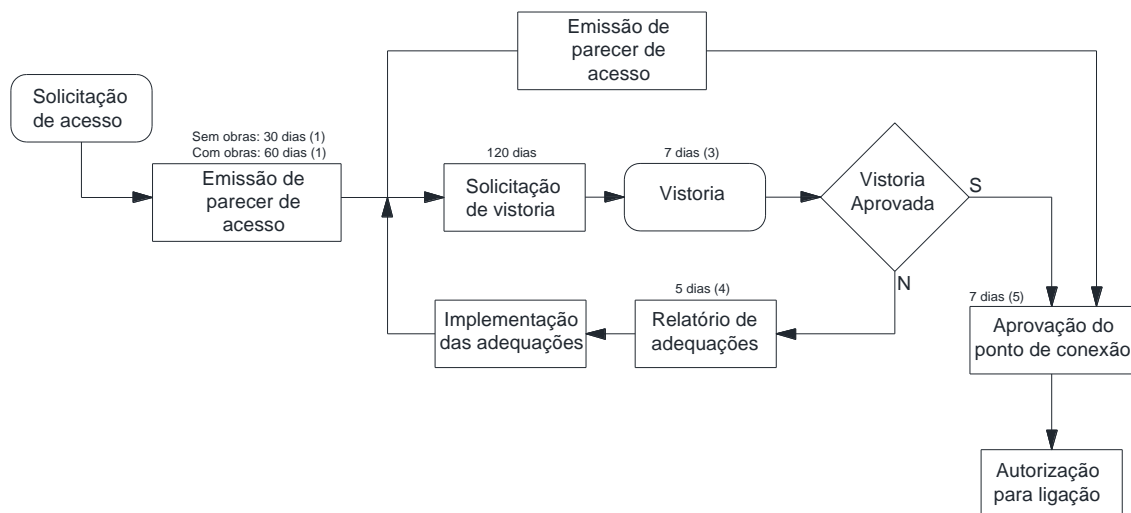 Emissão de
parecer de
acesso
Solicitação
de acesso
Sem obras: 30 dias (1)
Com obras: 60 dias (1)
Emissão de
parecer de
acesso
120 dias
Solicitação
de vistoria
7 dias (3)
Vistoria
Vistoria
Aprovada
S
N
5 dias (4)
Relatório de
adequações
Implementação
das adequações
7 dias (5)
Aprovação do
ponto de conexão
Autorização
para ligação